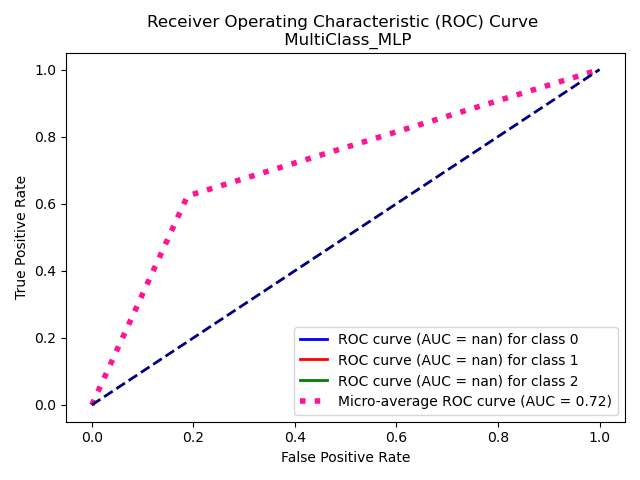 Receiver Operating Characteristic (ROC) Curve
MultiClass_MLP
1.0
0.8
0.6
0.4
0.2
0.0
True Positive Rate
ROC curve (AUC = nan) for class 0
ROC curve (AUC = nan) for class 1
ROC curve (AUC = nan) for class 2
Micro-average ROC curve (AUC = 0.72)
0.0 0.2 0.4 0.6 0.8 1.0
False Positive Rate